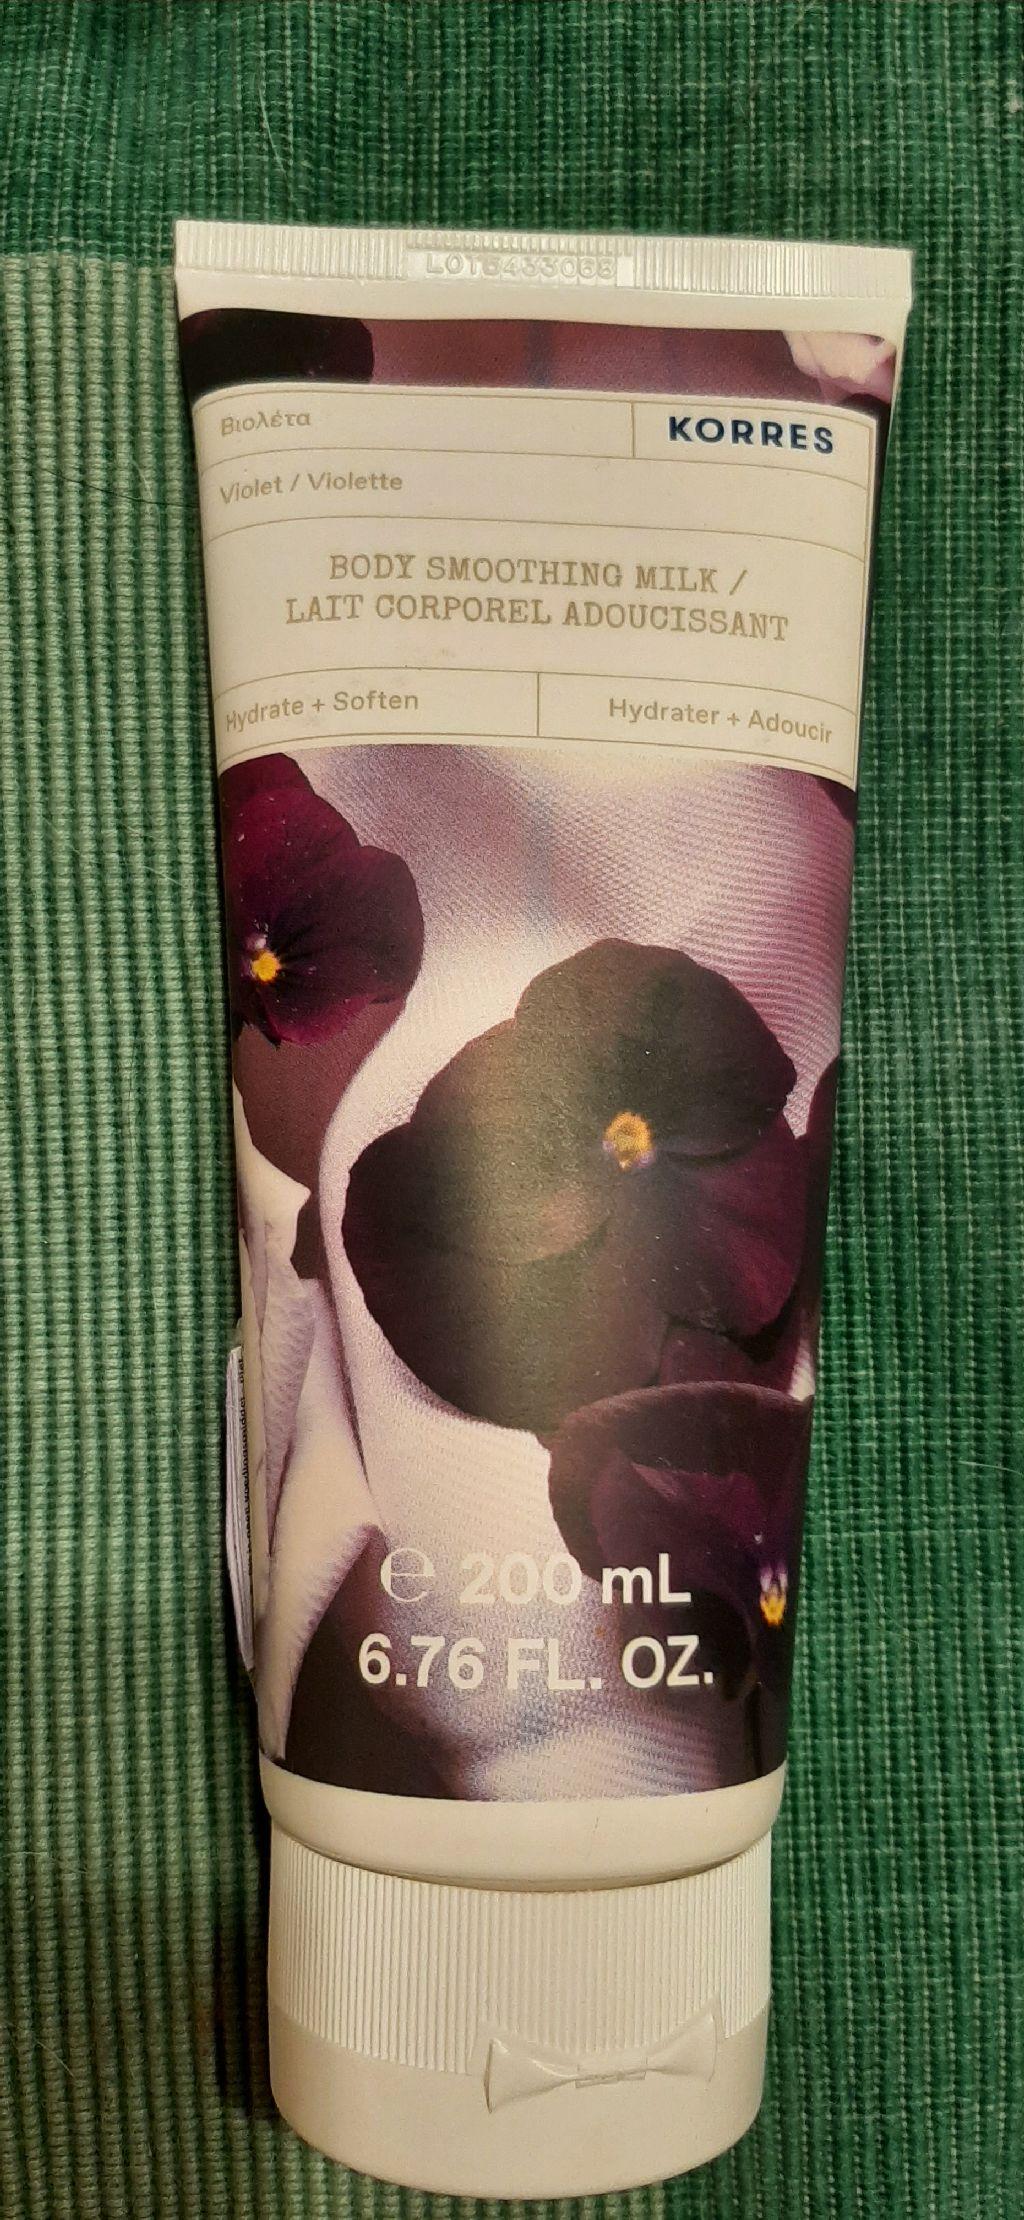 Βιολέτα
KORRES
Violet / Violette
BODY SMOOTHING MILK /
LAIT CORPOREL ADOUCISSANT
Hydrate + Soften
Hydrater + Adoucir
℮ 200 mL
6.76 FL. OZ.